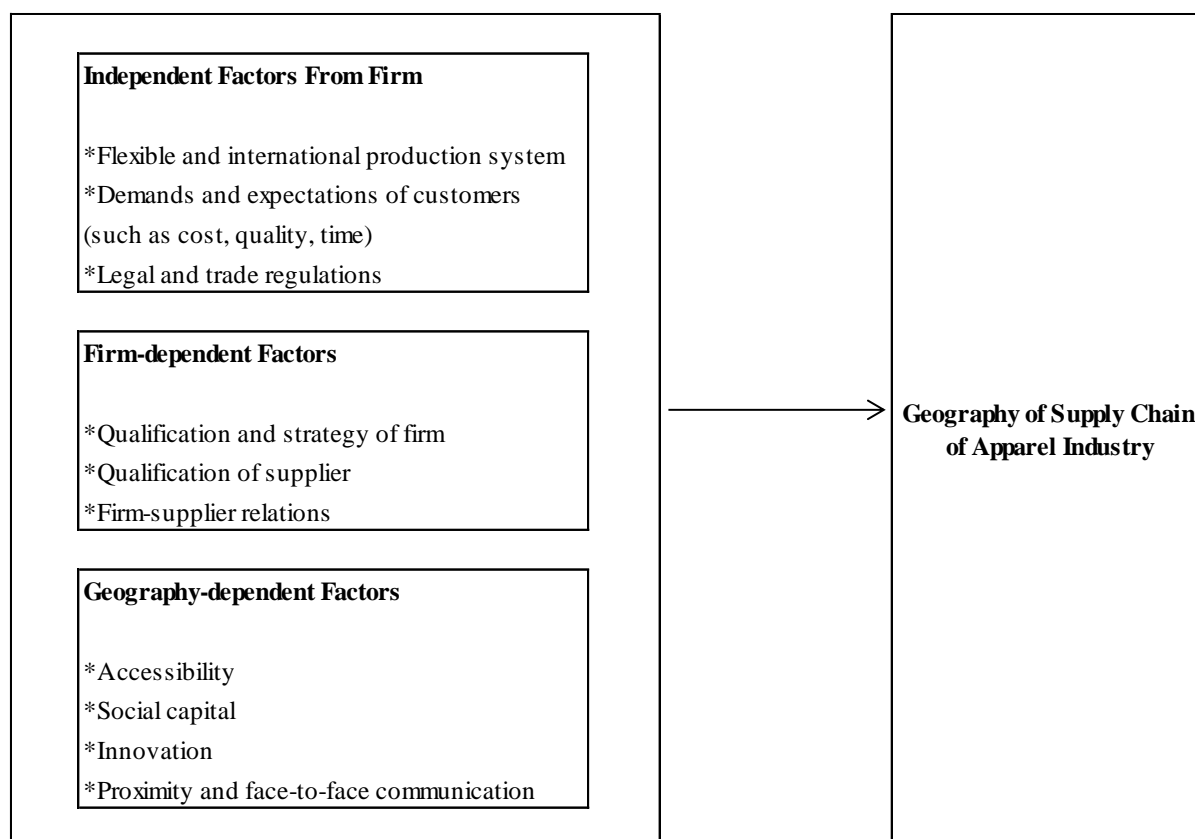 Independent Factors From Firm
*Flexible and international production system
*Demands and expectations of customers
(such as cost, quality, time)
*Legal and trade regulations
Firm-dependent Factors
*Qualification and strategy of firm
*Qualification of supplier
*Firm-supplier relations
Geography-dependent Factors
*Accessibility
*Social capital
*Innovation
*Proximity and face-to-face communication
Geography of Supply Chain
of Apparel Industry